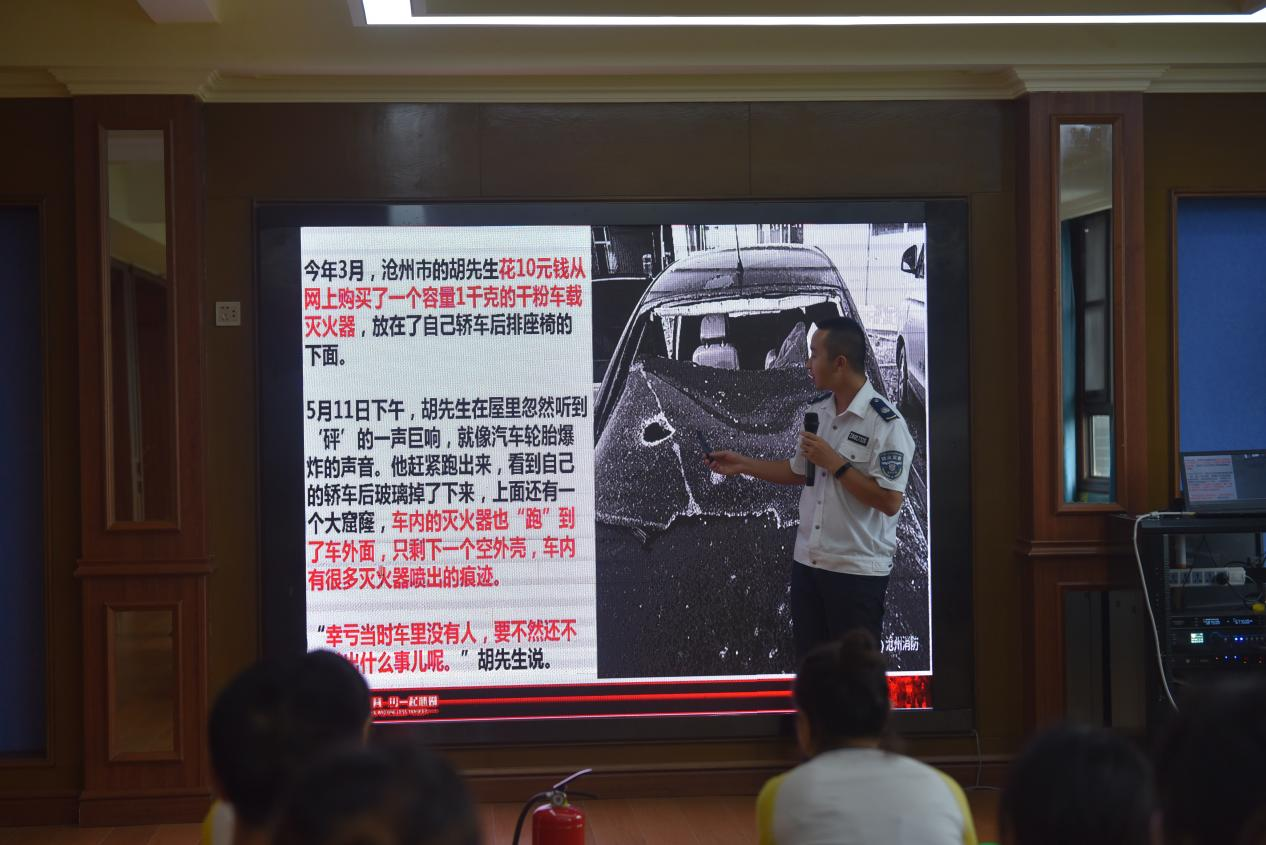 今年3月，沧州市的胡先生花10元钱从
网上购买了一个容量1千克的干粉车载
灭火器，放在了自己轿车后排座椅的
下面。
5月11日下午，胡先生在屋里忽然听到
‘砰’的一声巨响，就像汽车轮胎爆
炸的声音。他赶紧跑出来，看到自己
的轿车后玻璃掉了下来，上面还有一
个大窟窿，车内的灭火器也“跑”到
了车外面，只剩下一个空外壳，车内
有很多灭火器喷出的痕迹。
“幸亏当时车里没有人，要不然还不
出什么事儿呢。”胡先生说。
沧州消防